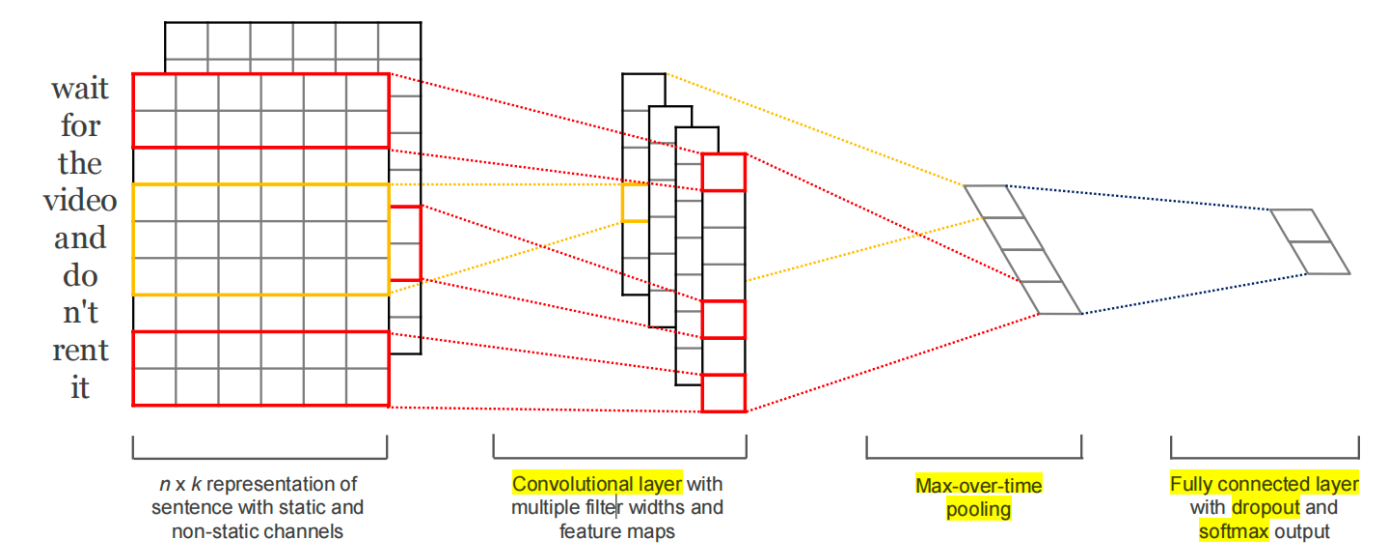 wait
for
the
video
and
do
n't
rent
it
n x k representation of
sentence with static and
non-static channels
Convolutional layer with
multiple filter widths and
feature maps
Max-over-time
pooling
Fully connected layer
with dropout and
softmax output